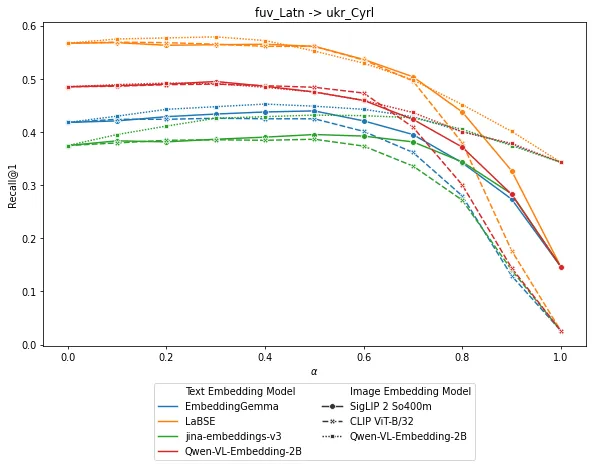 fuv_Latn -> ukr_Cyrl
Recall@1
0.6
0.5
0.4
0.3
0.2
0.1
0.0
0.0 0.2 0.4 0.6 0.8 1.0
α
Text Embedding Model
EmbeddingGemma
LaBSE
jina-embeddings-v3
Qwen-VL-Embedding-2B
Image Embedding Model
SigLIP 2 So400m
CLIP ViT-B/32
Qwen-VL-Embedding-2B